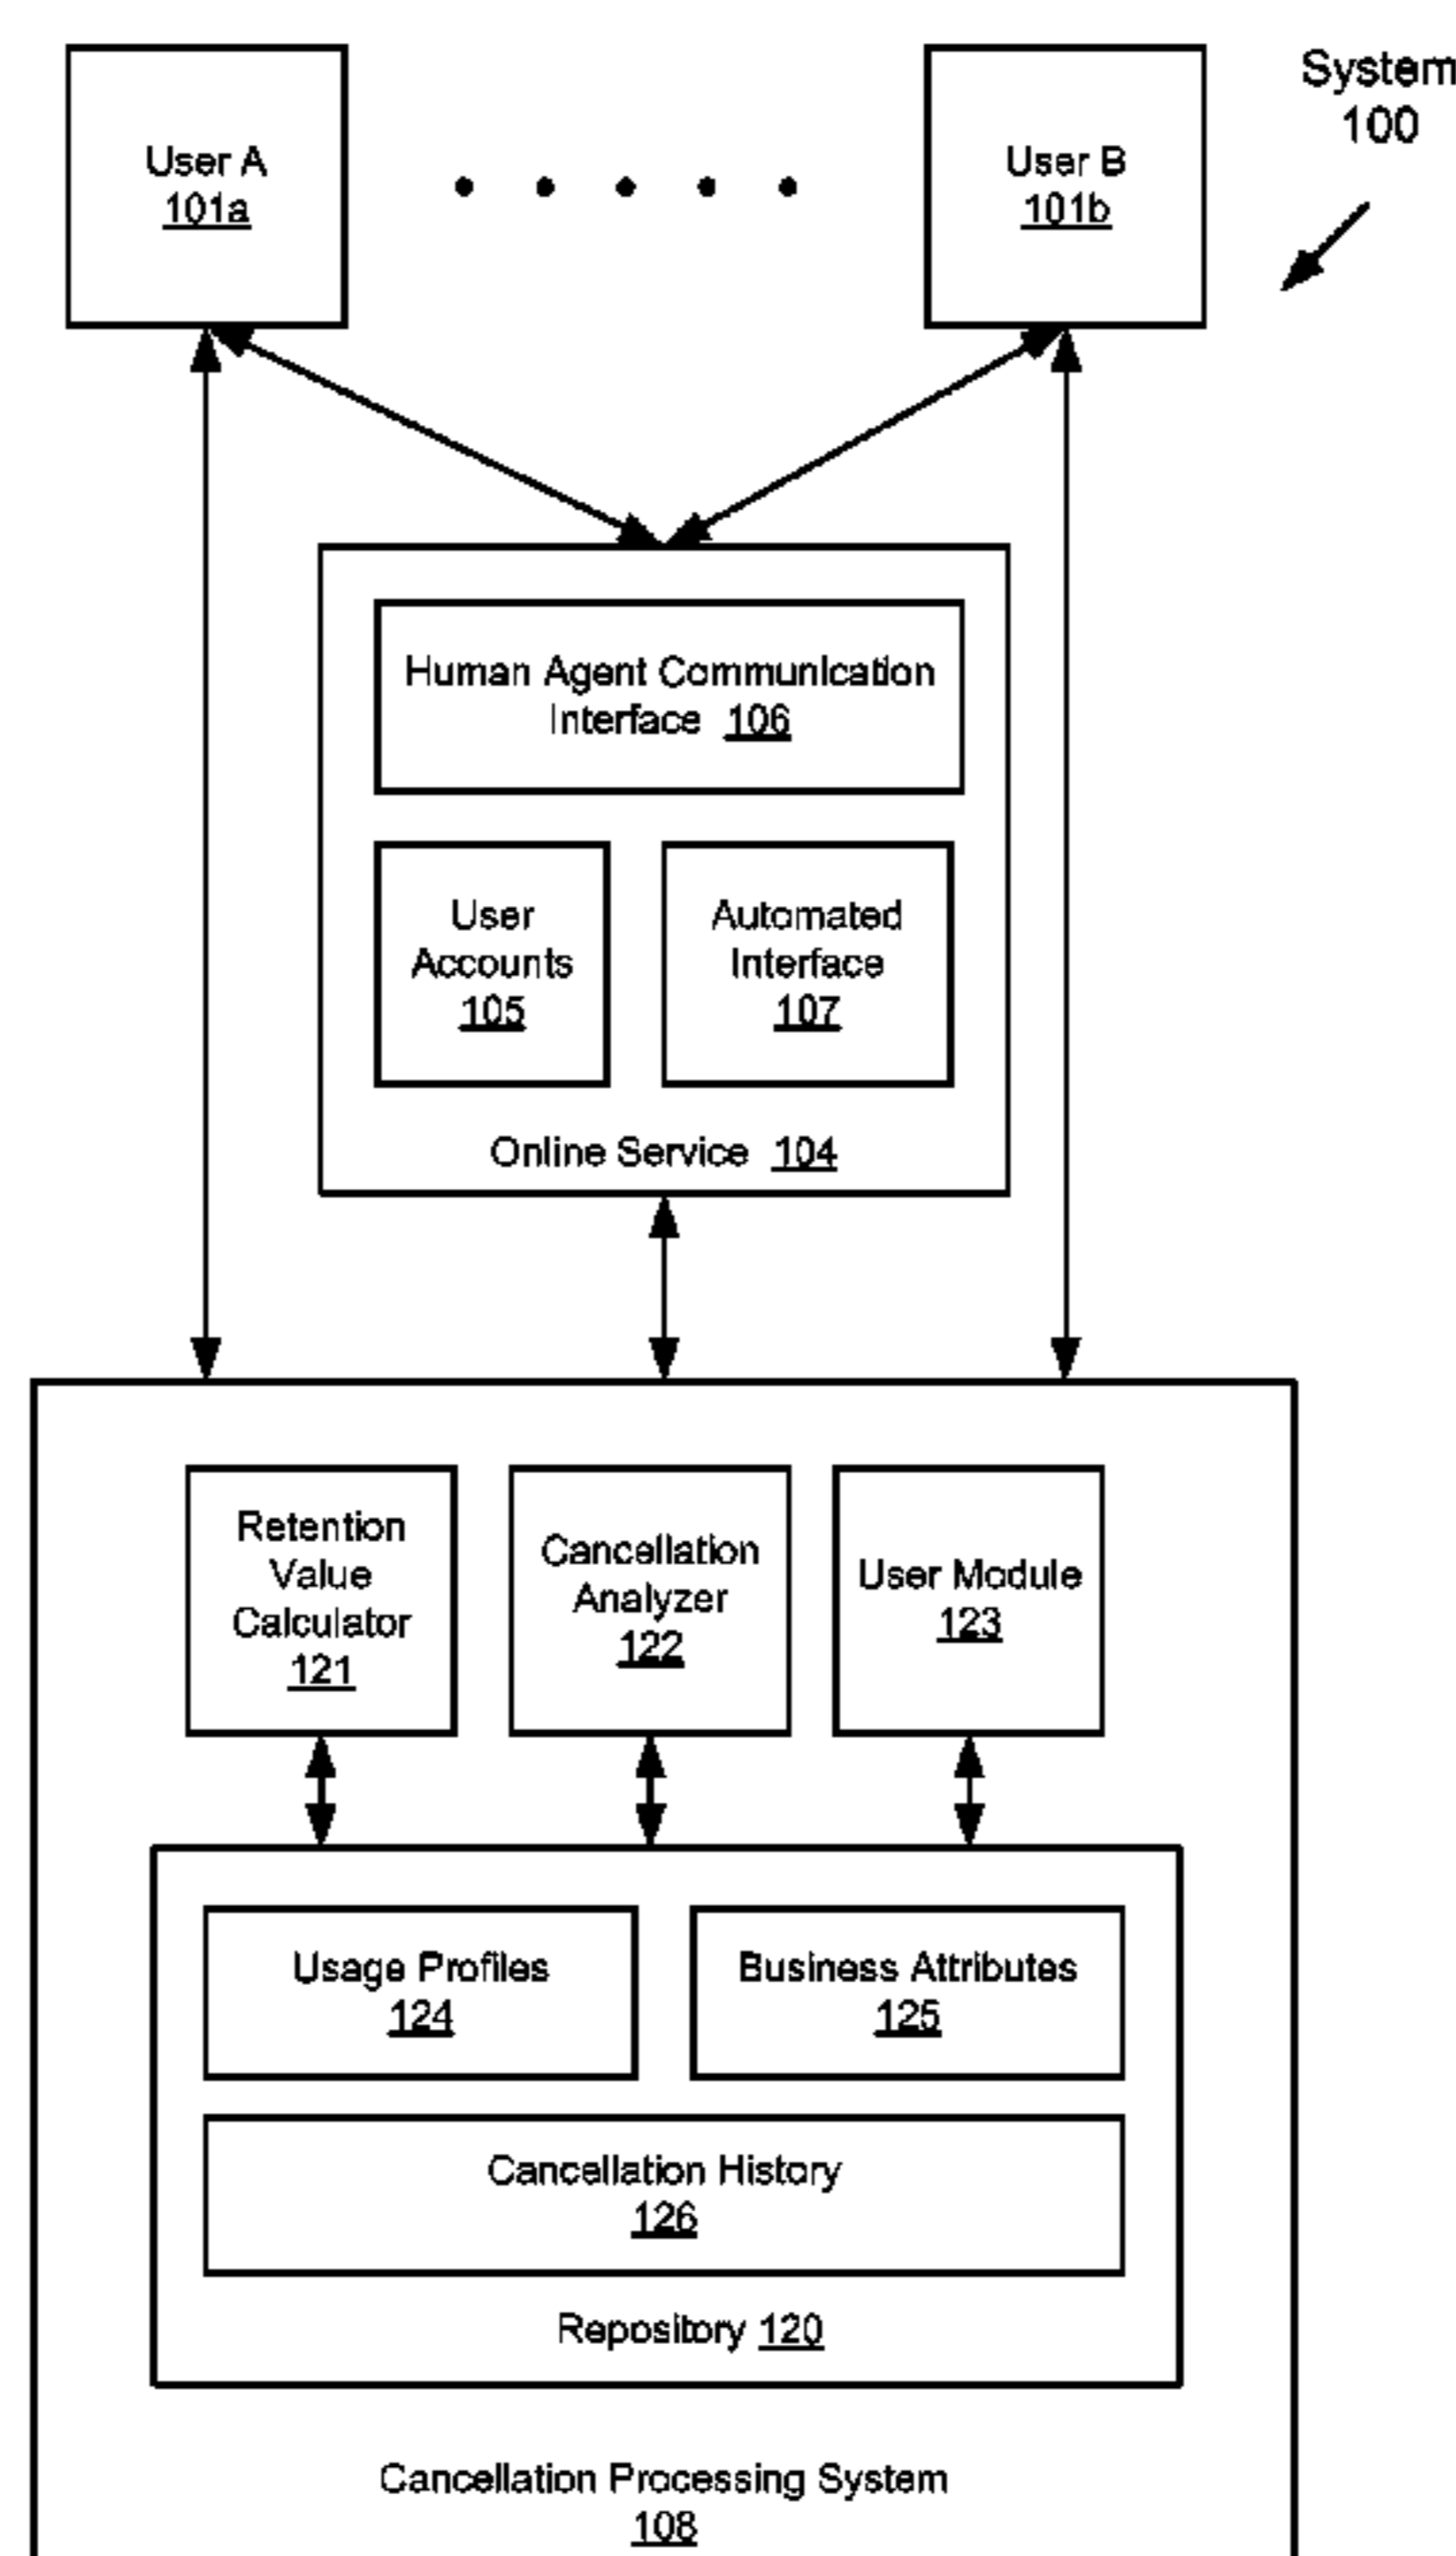 System
100
User A
101a
User B
101b
Human Agent Communication
Interface 106
User
Accounts
105
Automated
Interface
107
Online Service 104
Retention
Value
Calculator
121
Cancellation
Analyzer
122
User Module
123
Usage Profiles
124
Business Attributes
125
Cancellation History
126
Repository 120
Cancellation Processing System
108